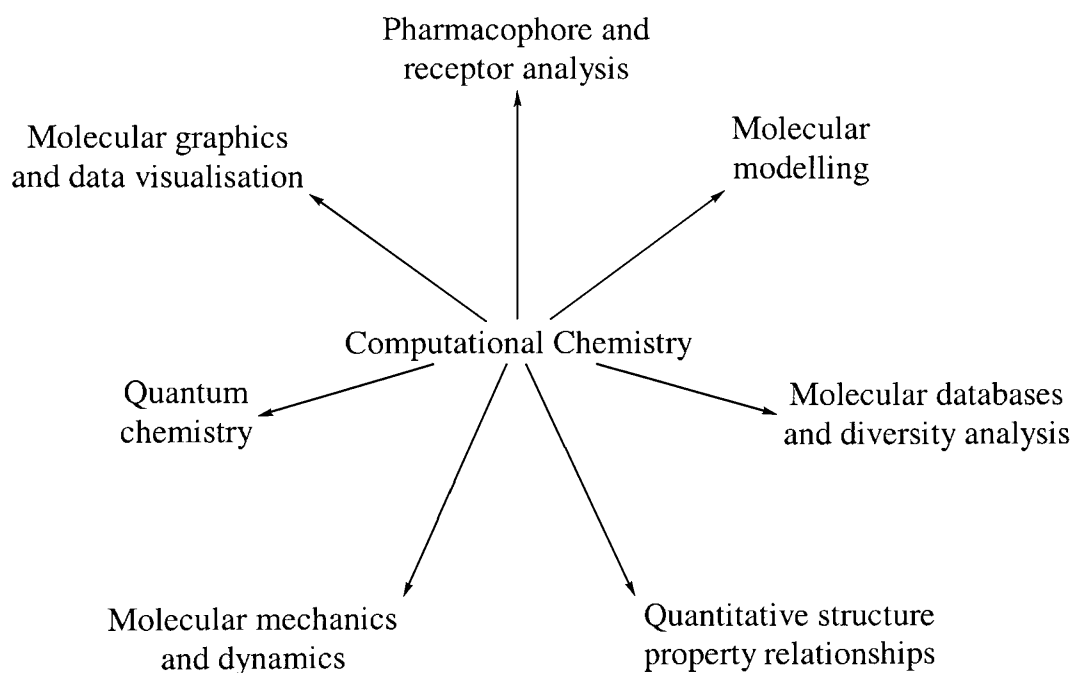 Pharmacophore and
receptor analysis
Molecular graphics
and data visualisation
Molecular
modelling
Computational Chemistry
Quantum
chemistry
Molecular databases
and diversity analysis
Molecular mechanics
and dynamics
Quantitative structure
property relationships